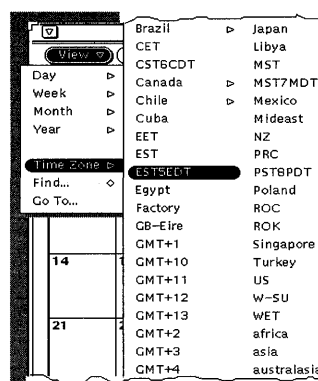 View
Day
Week
Month
Year
Time Zone
Find...
Go To...
14
21
Brazil
CET
CST6CDT
Canada
Chile
Cuba
EET
EST
EST5EDT
Egypt
Factory
GB-Eire
GMT+1
GMT+10
GMT+11
GMT+12
GMT+13
GMT+2
GMT+3
GMT+4
Japan
Libya
MST
MST7MDT
Mexico
Mideast
NZ
PRC
PST8PDT
Poland
ROC
ROK
Singapore
Turkey
US
W-SU
WET
africa
asia
australasia